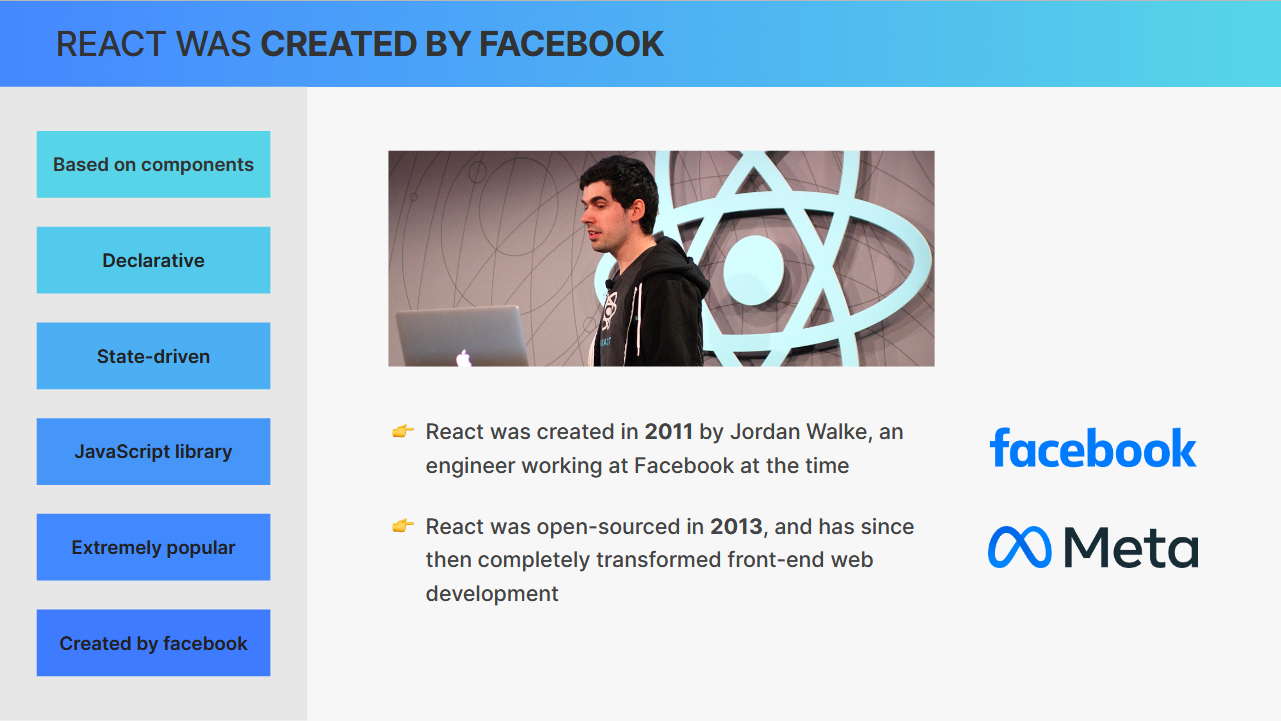 REACT WAS CREATED BY FACEBOOK
Based on components
Declarative
State-driven
JavaScript library
Extremely popular
Created by facebook
👉 React was created in 2011 by Jordan Walke, an
engineer working at Facebook at the time
👉 React was open-sourced in 2013, and has since
then completely transformed front-end web
development
facebook
Meta